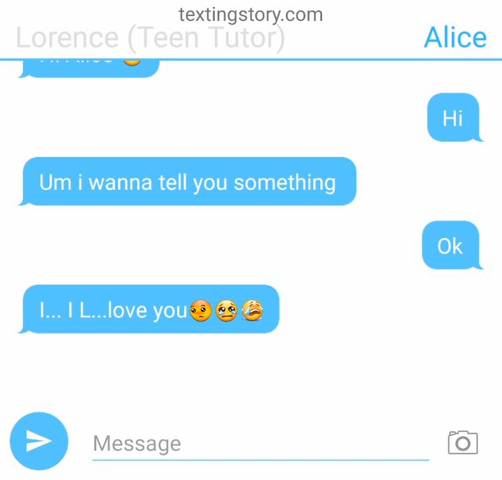 textingstory.com
Lorence (Teen Tutor)
Alice
Hi
Um i wanna tell you something
Ok
I... I L...love you🥺😢😭
Message